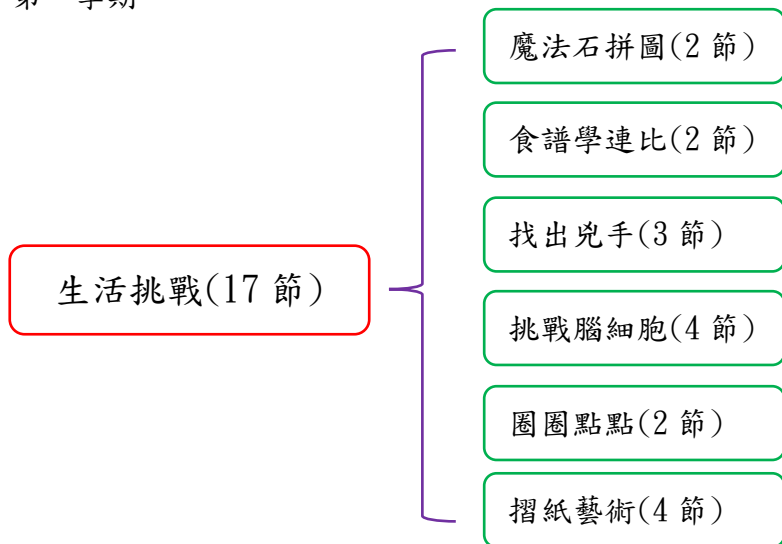 魔法石拼圖(2 節)
食譜學連比(2 節)
找出兇手(3 節)
生活挑戰(17 節)
挑戰腦細胞(4 節)
圈圈點點(2 節)
摺紙藝術(4 節)